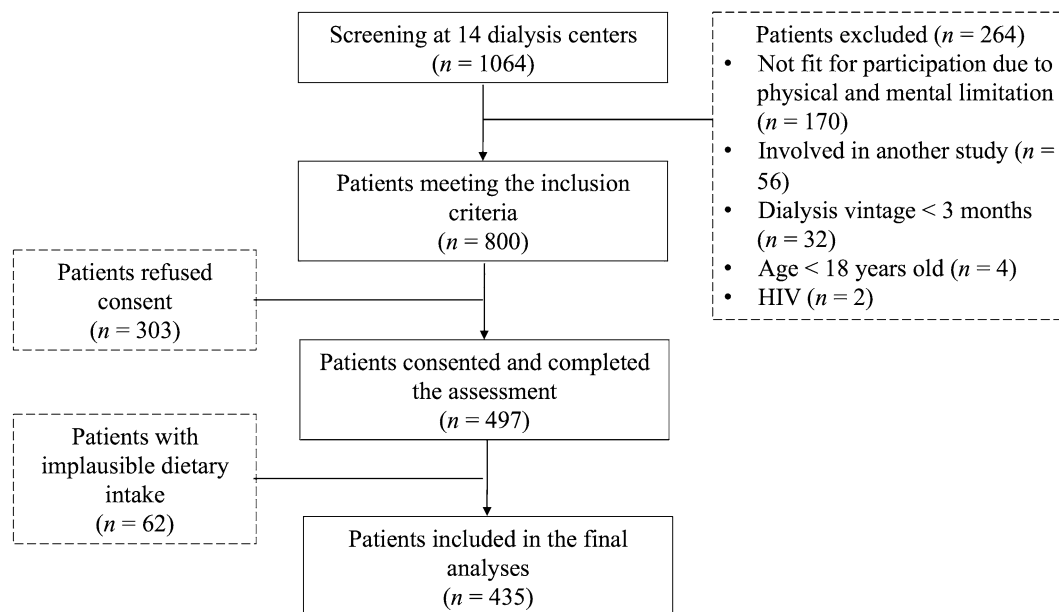 Screening at 14 dialysis centers
(n = 1064)
Patients excluded (n = 264)
• Not fit for participation due to
physical and mental limitation
(n = 170)
• Involved in another study (n =
56)
• Dialysis vintage < 3 months
(n = 32)
• Age < 18 years old (n = 4)
• HIV (n = 2)
Patients meeting the inclusion
criteria
(n = 800)
Patients refused
consent
(n = 303)
Patients consented and completed
the assessment
(n = 497)
Patients with
implausible dietary
intake
(n = 62)
Patients included in the final
analyses
(n = 435)